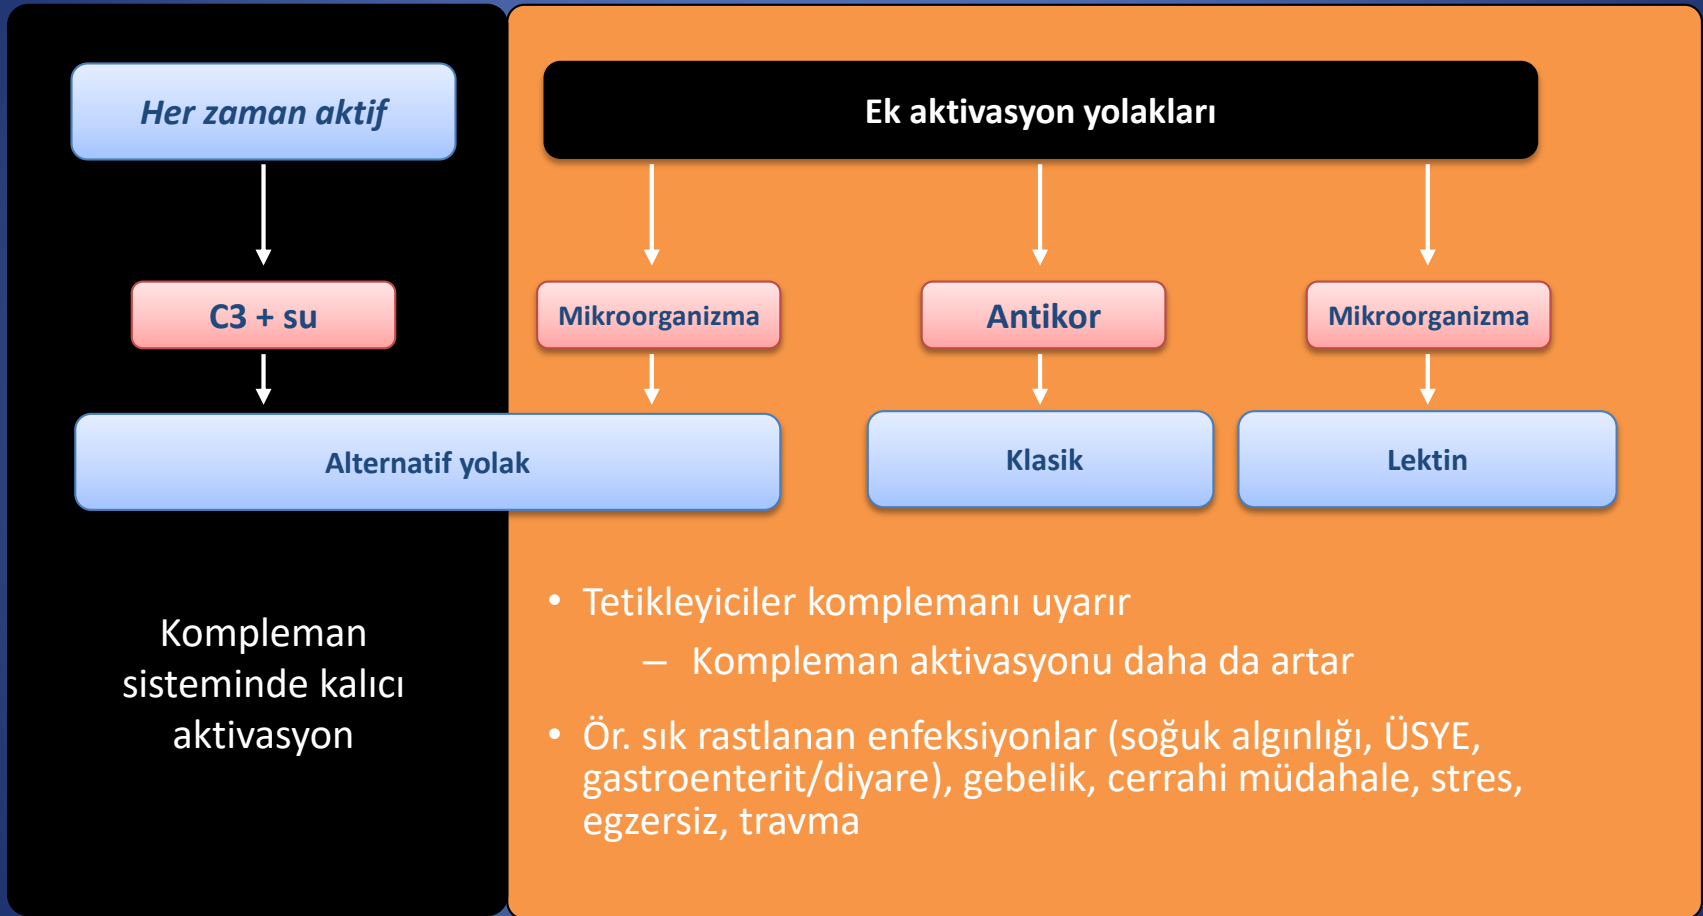 Her zaman aktif
Ek aktivasyon yolakları
C3 + su
Mikroorganizma
Antikor
Mikroorganizma
Alternatif yolak
Klasik
Lektin
Kompleman
sisteminde kalıcı
aktivasyon
• Tetikleyiciler komplemanı uyarır
– Kompleman aktivasyonu daha da artar
• Ör. sık rastlanan enfeksiyonlar (soğuk algınlığı, ÜSYE,
gastroenterit/diyare), gebelik, cerrahi müdahale, stres,
egzersiz, travma